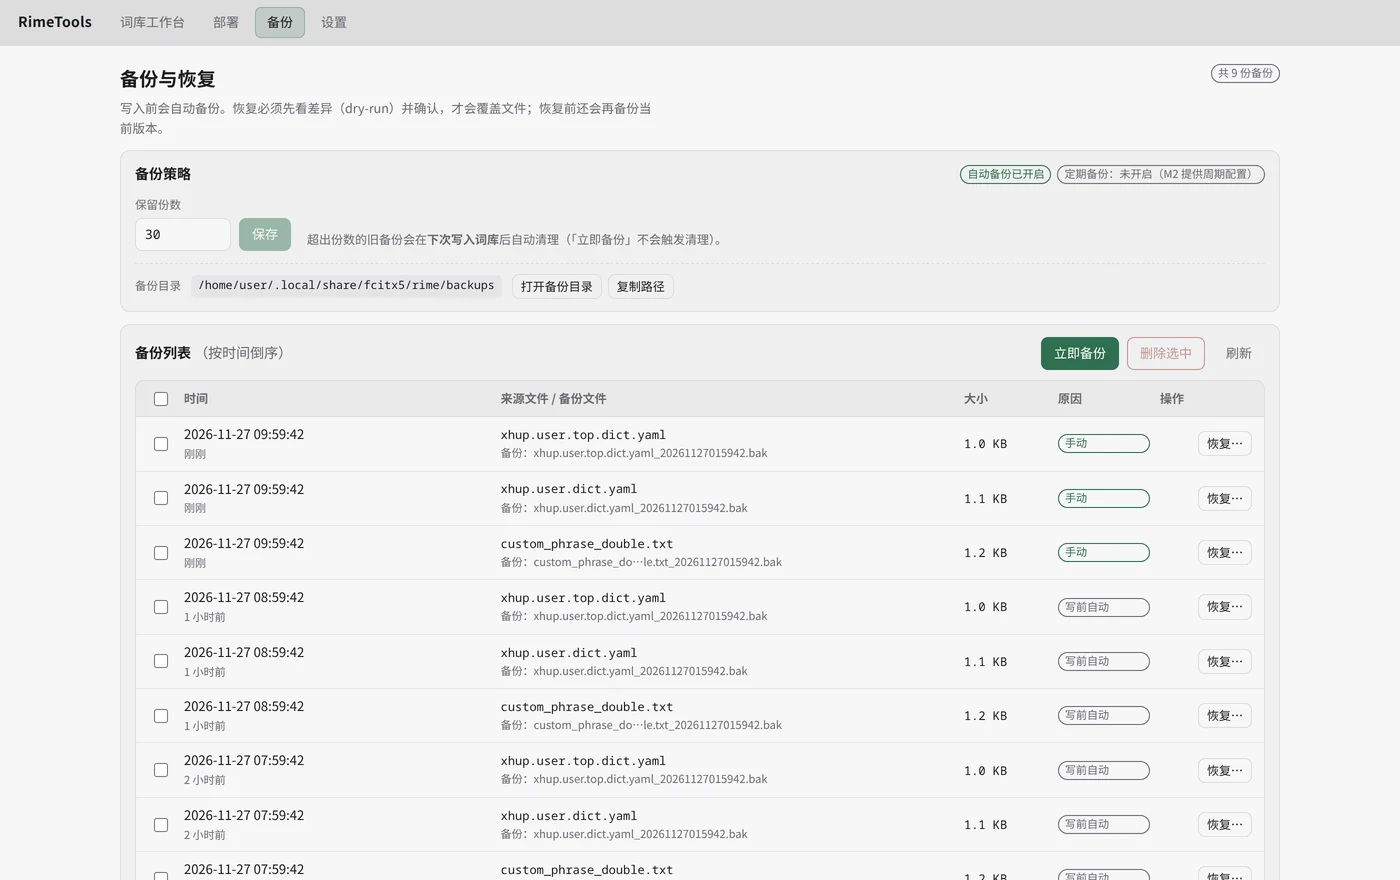 RimeTools 词库工作台 部署 备份 设置
备份与恢复
共 9 份备份
写入前会自动备份。恢复必须先看差异（dry-run）并确认，才会覆盖文件；恢复前还会再备份当
前版本。
备份策略
自动备份已开启 定期备份：未开启（M2 提供周期配置）
保留份数
30 保存 超出份数的旧备份会在下次写入词库后自动清理（「立即备份」不会触发清理）。
备份目录 /home/user/.local/share/fcitx5/rime/backups 打开备份目录 复制路径
备份列表 （按时间倒序）
立即备份 删除选中 刷新
时间 来源文件 / 备份文件 大小 原因 操作
2026-11-27 09:59:42 xhup.user.top.dict.yaml 1.0 KB 手动 恢复…
刚刚 备份：xhup.user.top.dict.yaml_20261127015942.bak
2026-11-27 09:59:42 xhup.user.dict.yaml 1.1 KB 手动 恢复…
刚刚 备份：xhup.user.dict.yaml_20261127015942.bak
2026-11-27 09:59:42 custom_phrase_double.txt 1.2 KB 手动 恢复…
刚刚 备份：custom_phrase_do…le.txt_20261127015942.bak
2026-11-27 08:59:42 xhup.user.top.dict.yaml 1.0 KB 写前自动 恢复…
1 小时前 备份：xhup.user.top.dict.yaml_20261127015942.bak
2026-11-27 08:59:42 xhup.user.dict.yaml 1.1 KB 写前自动 恢复…
1 小时前 备份：xhup.user.dict.yaml_20261127015942.bak
2026-11-27 08:59:42 custom_phrase_double.txt 1.2 KB 写前自动 恢复…
1 小时前 备份：custom_phrase_do…le.txt_20261127015942.bak
2026-11-27 07:59:42 xhup.user.top.dict.yaml 1.0 KB 写前自动 恢复…
2 小时前 备份：xhup.user.top.dict.yaml_20261127015942.bak
2026-11-27 07:59:42 xhup.user.dict.yaml 1.1 KB 写前自动 恢复…
2 小时前 备份：xhup.user.dict.yaml_20261127015942.bak
2026-11-27 07:59:42 custom_phrase_double.txt 1.2 KB 写前自动 恢复…